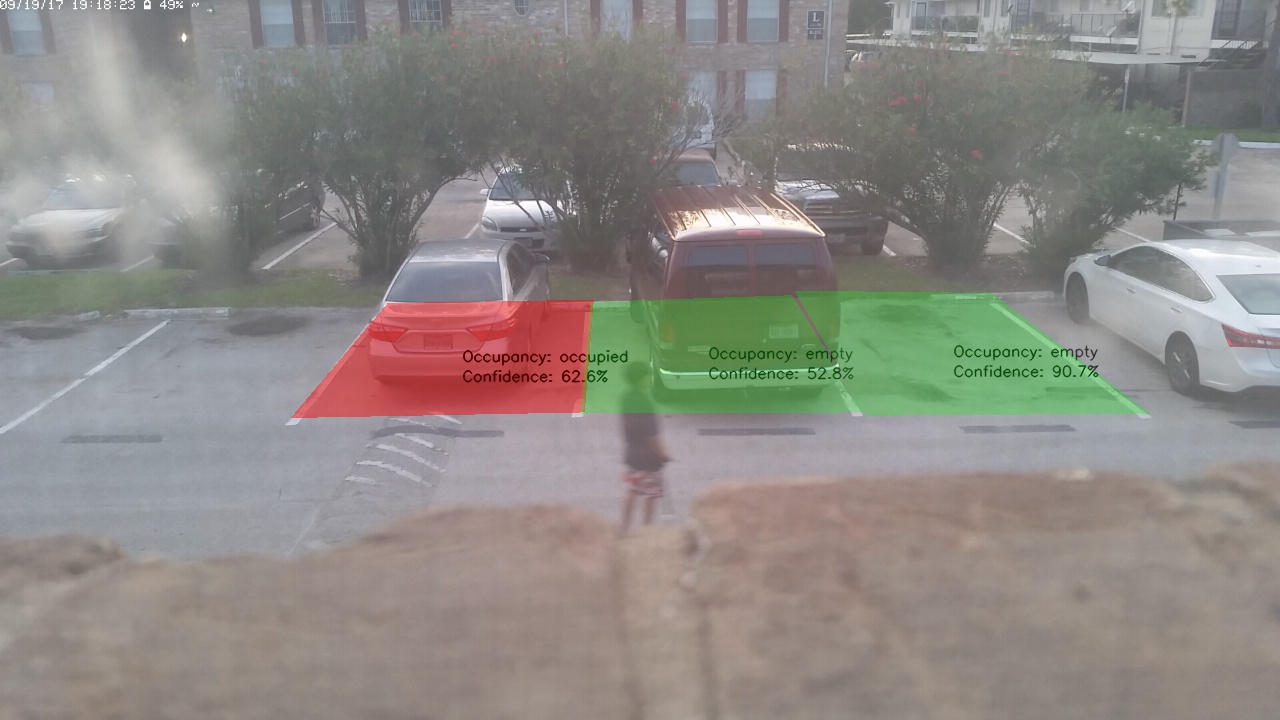 09/19/17 19:18:23 49% ~
L
Occupancy: occupied
Confidence: 62.6%
Occupancy: empty
Confidence: 52.8%
Occupancy: empty
Confidence: 90.7%